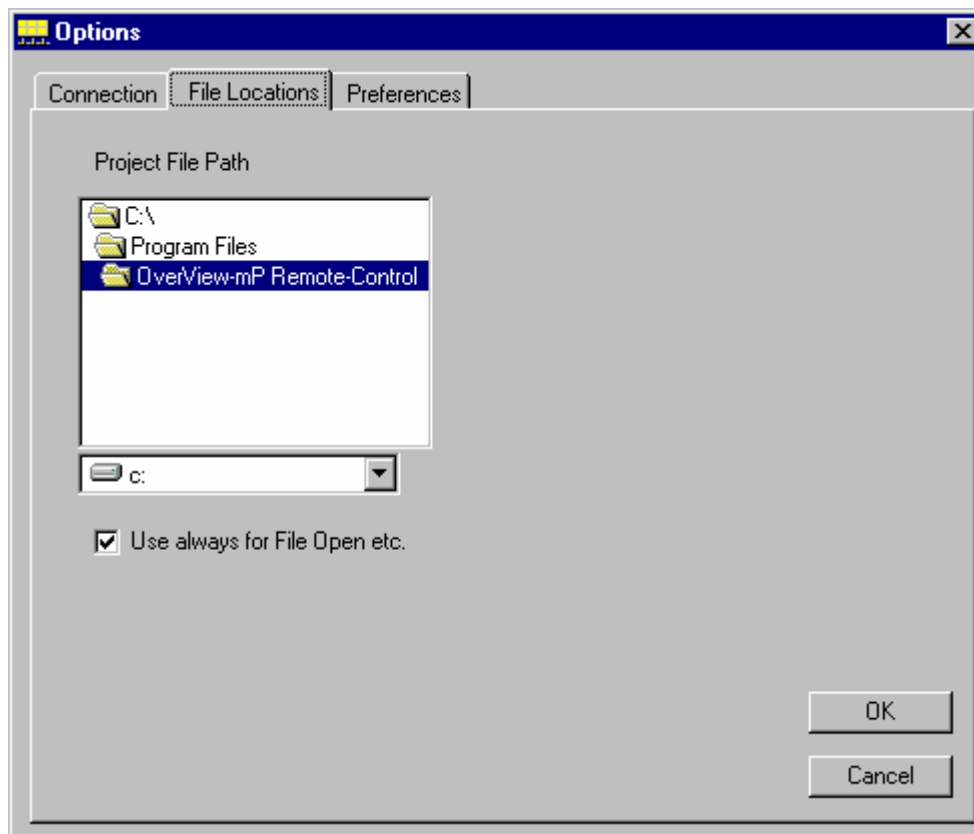 Options
Connection File Locations Preferences
Project File Path
C:\
Program Files
OverView-mP Remote-Control
c:
Use always for File Open etc.
OK
Cancel